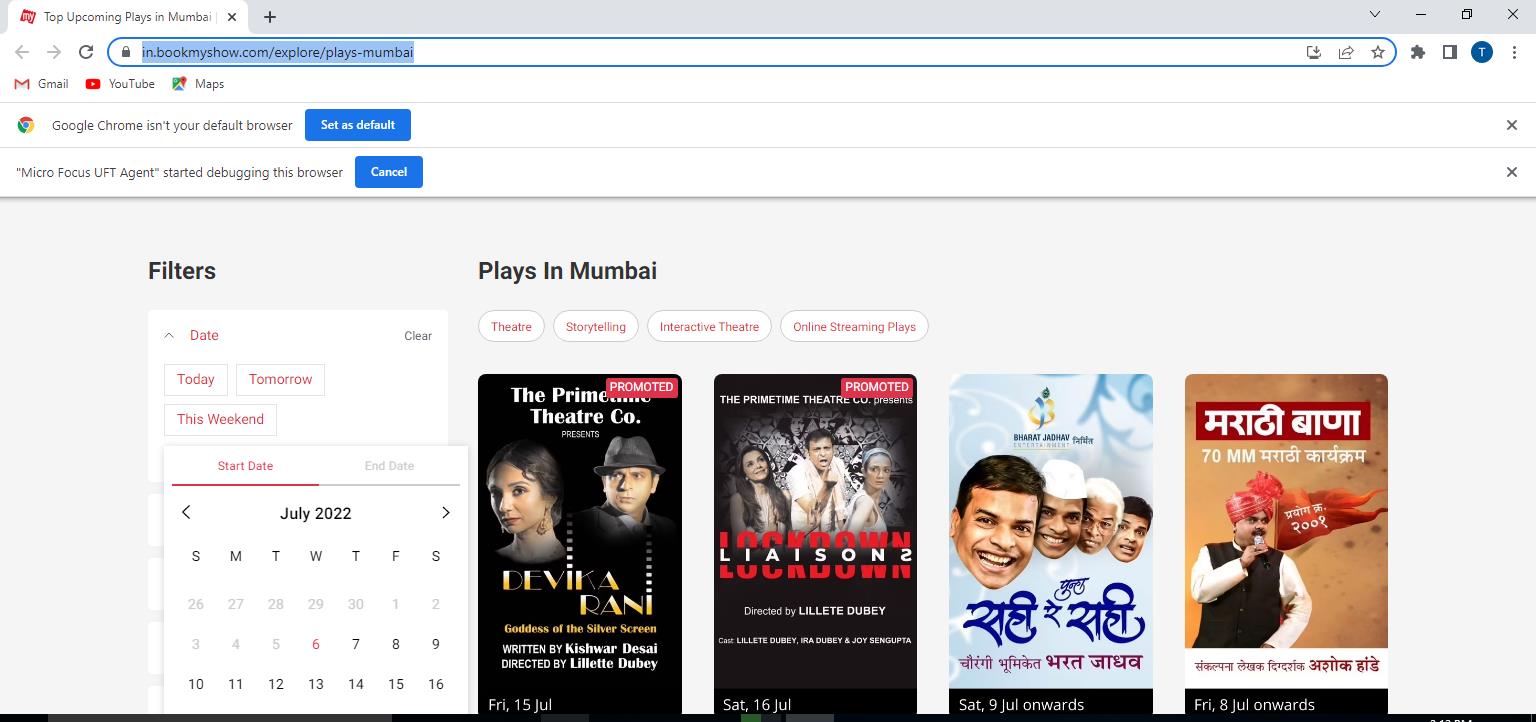 Top Upcoming Plays in Mumbai |
in.bookmyshow.com/explore/plays-mumbai
T
Gmail
YouTube
Maps
Google Chrome isn't your default browser
Set as default
"Micro Focus UFT Agent" started debugging this browser
Cancel
Filters
Date
Clear
Today
Tomorrow
This Weekend
Start Date
End Date
July 2022
S M T W T F S
26 27 28 29 30 1 2
3 4 5 6 7 8 9
10 11 12 13 14 15 16
Plays In Mumbai
Theatre
Storytelling
Interactive Theatre
Online Streaming Plays
PROMOTED
The Primetime
Theatre Co.
PRESENTS
DEVIKA
RANI
Goddess of the Silver Screen
WRITTEN BY Kishwar Desai
DIRECTED BY Lillette Dubey
Fri, 15 Jul
PROMOTED
THE PRIMETIME THEATRE CO. presents
LOCKDOWN
LIAISONS
LOCKDOWN
Directed by LILLETE DUBEY
Cast: LILLETE DUBEY, IRA DUBEY & JOY SENGUPTA
Sat, 16 Jul
BHARAT JADHAV
ENTERTAINMENT निर्मित
पुन्हा
सही रे सही
चौरंगी भूमिकेत भरत जाधव
Sat, 9 Jul onwards
मराठी बाणा
70 MM मराठी कार्यक्रम
प्रयोग क्र.
२००१
संकल्पना लेखक दिग्दर्शक अशोक हांडे
Fri, 8 Jul onwards